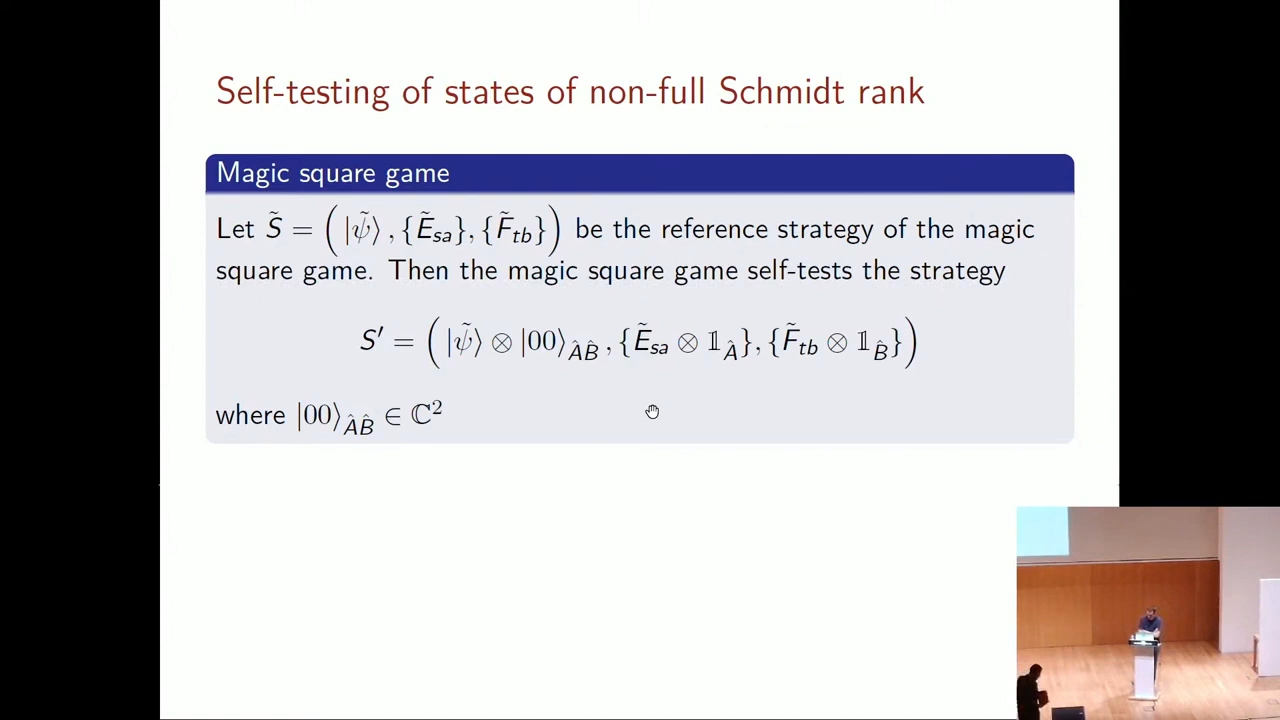 Self-testing of states of non-full Schmidt rank
Magic square game
Let S̃ = ( |ψ̃⟩ , {Ẽ_sa}, {F̃_tb} ) be the reference strategy of the magic
square game. Then the magic square game self-tests the strategy
S′ = ( |ψ̃⟩ ⊗ |00⟩_ÂB̂ , {Ẽ_sa ⊗ 𝟙_Â}, {F̃_tb ⊗ 𝟙_B̂} )
where |00⟩_ÂB̂ ∈ ℂ²